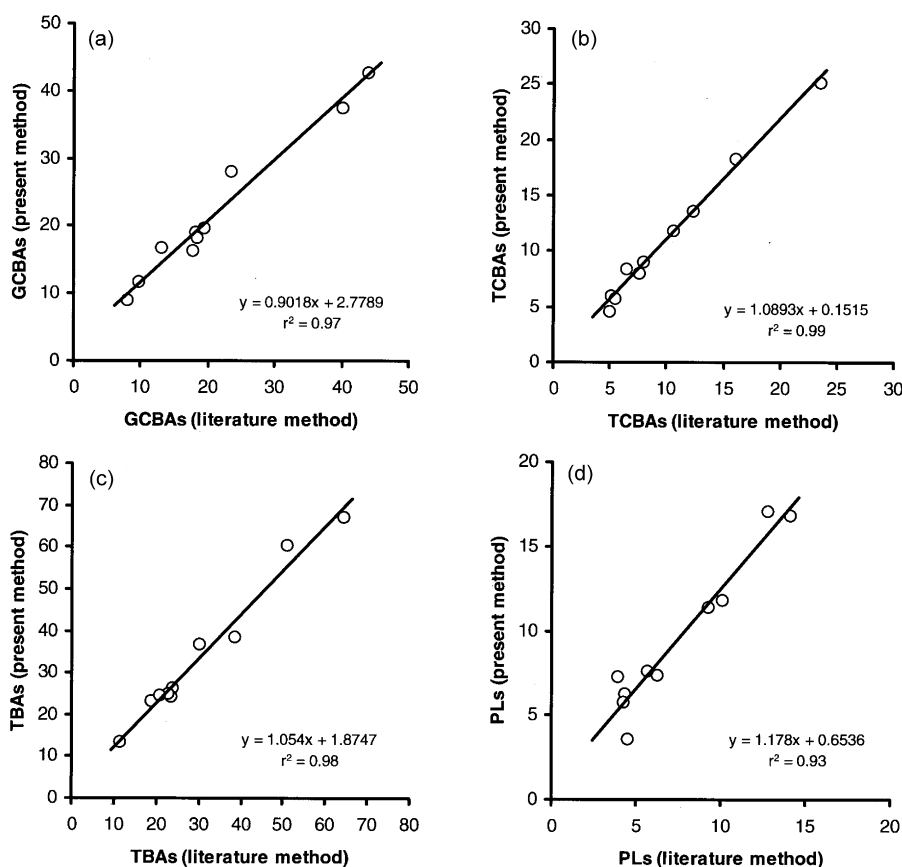 (a)
50
40
30
20
10
0
GCBAs (present method)
y = 0.9018x + 2.7789
r² = 0.97
0 10 20 30 40 50
GCBAs (literature method)
(b)
30
25
20
15
10
5
0
TCBAs (present method)
y = 1.0893x + 0.1515
r² = 0.99
0 5 10 15 20 25 30
TCBAs (literature method)
(c)
80
70
60
50
40
30
20
10
0
TBAs (present method)
y = 1.054x + 1.8747
r² = 0.98
0 10 20 30 40 50 60 70 80
TBAs (literature method)
(d)
20
15
10
5
0
PLs (present method)
y = 1.178x + 0.6536
r² = 0.93
0 5 10 15 20
PLs (literature method)